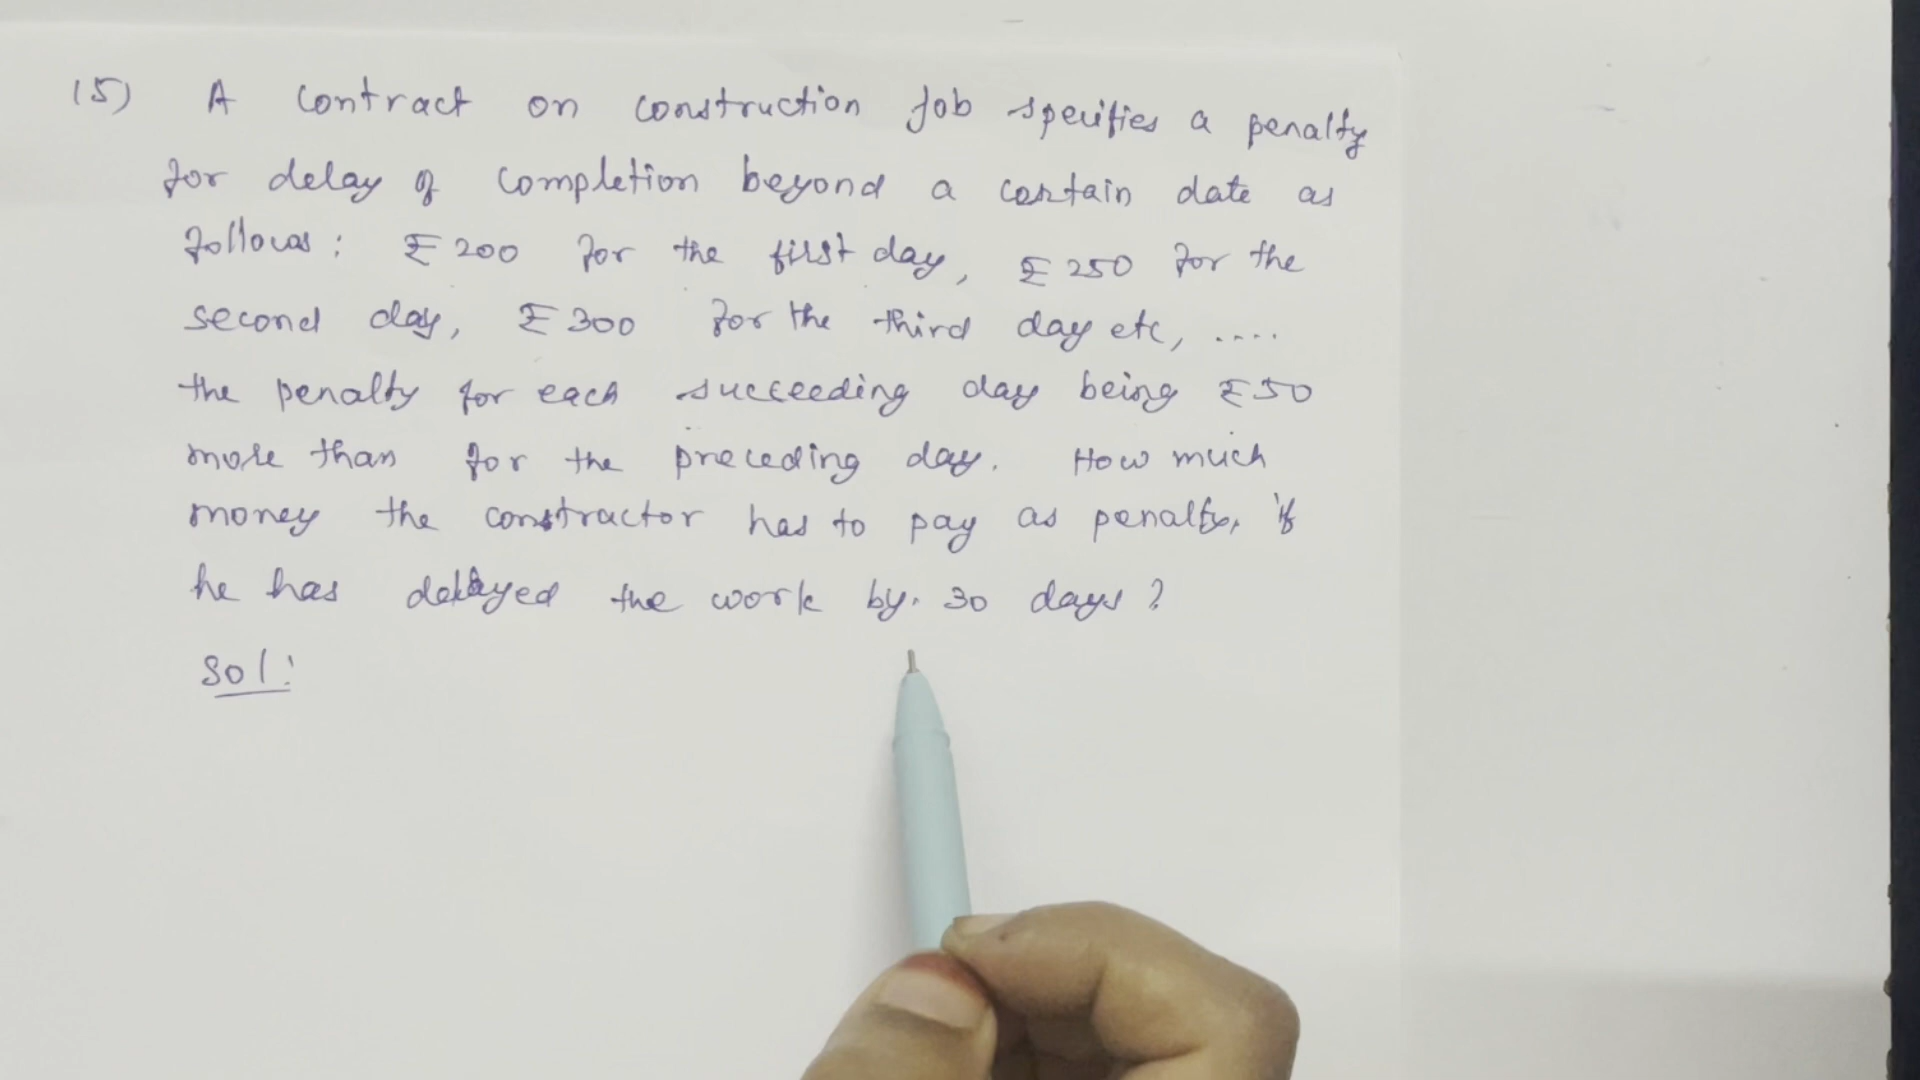 15) A contract on construction job specifies a penalty
for delay of completion beyond a certain date as
follows: ₹200 for the first day, ₹250 for the
second day, ₹300 for the third day etc, ....
the penalty for each succeeding day being ₹50
more than for the preceding day. How much
money the constractor has to pay as penalty, if
he has delayed the work by 30 days?
Sol: